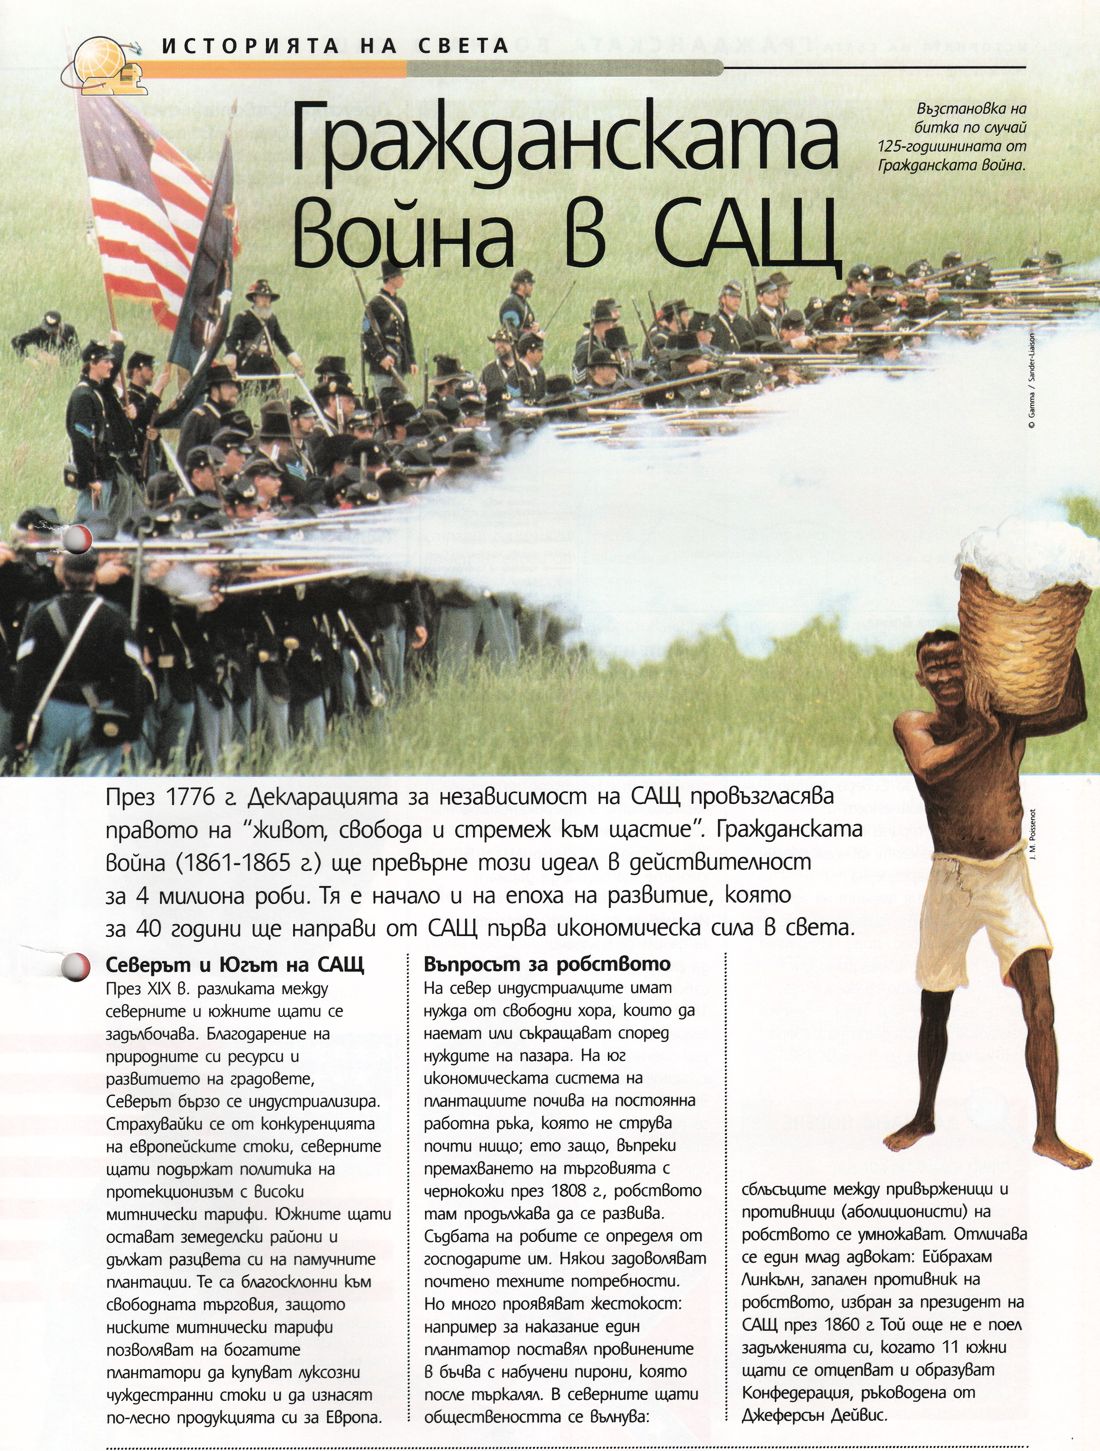 ИСТОРИЯТА НА СВЕТА
Гражданската
война в САЩ
Възстановка на
битка по случай
125-годишнината от
Гражданската война.
© Gamma / Sander-Liaison
J. M. Poissenot
През 1776 г. Декларацията за независимост на САЩ провъзгласява
правото на “живот, свобода и стремеж към щастие”. Гражданската
война (1861-1865 г.) ще превърне този идеал в действителност
за 4 милиона роби. Тя е начало и на епоха на развитие, която
за 40 години ще направи от САЩ първа икономическа сила в света.
Северът и Югът на САЩ
През XIX в. разликата между
северните и южните щати се
задълбочава. Благодарение на
природните си ресурси и
развитието на градовете,
Северът бързо се индустриализира.
Страхувайки се от конкуренцията
на европейските стоки, северните
щати подържат политика на
протекционизъм с високи
митнически тарифи. Южните щати
остават земеделски райони и
дължат разцвета си на памучните
плантации. Те са благосклонни към
свободната търговия, защото
ниските митнически тарифи
позволяват на богатите
плантатори да купуват луксозни
чуждестранни стоки и да изнасят
по-лесно продукцията си за Европа.
Въпросът за робството
На север индустриалците имат
нужда от свободни хора, които да
наемат или съкращават според
нуждите на пазара. На юг
икономическата система на
плантациите почива на постоянна
работна ръка, която не струва
почти нищо; ето защо, въпреки
премахването на търговията с
чернокожи през 1808 г., робството
там продължава да се развива.
Съдбата на робите се определя от
господарите им. Някои задоволяват
почтено техните потребности.
Но много проявяват жестокост:
например за наказание един
плантатор поставял провинените
в бъчва с набучени пирони, която
после търкалял. В северните щати
обществеността се вълнува:
сблъсъците между привърженици и
противници (аболиционисти) на
робството се умножават. Отличава
се един млад адвокат: Ейбрахам
Линкълн, запален противник на
робството, избран за президент на
САЩ през 1860 г. Той още не е поел
задълженията си, когато 11 южни
щати се отцепват и образуват
Конфедерация, ръководена от
Джеферсън Дейвис.